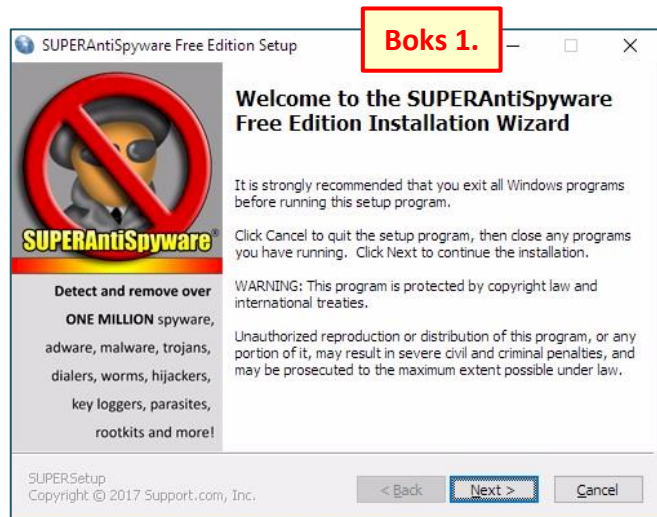 SUPERAntiSpyware Free Edition Setup
Boks 1.
Welcome to the SUPERAntiSpyware
Free Edition Installation Wizard
It is strongly recommended that you exit all Windows programs
before running this setup program.
Click Cancel to quit the setup program, then close any programs
you have running. Click Next to continue the installation.
WARNING: This program is protected by copyright law and
international treaties.
Unauthorized reproduction or distribution of this program, or any
portion of it, may result in severe civil and criminal penalties, and
may be prosecuted to the maximum extent possible under law.
SUPERAntiSpyware®
Detect and remove over
ONE MILLION spyware,
adware, malware, trojans,
dialers, worms, hijackers,
key loggers, parasites,
rootkits and more!
SUPERSetup
Copyright © 2017 Support.com, Inc.
< Back
Next >
Cancel